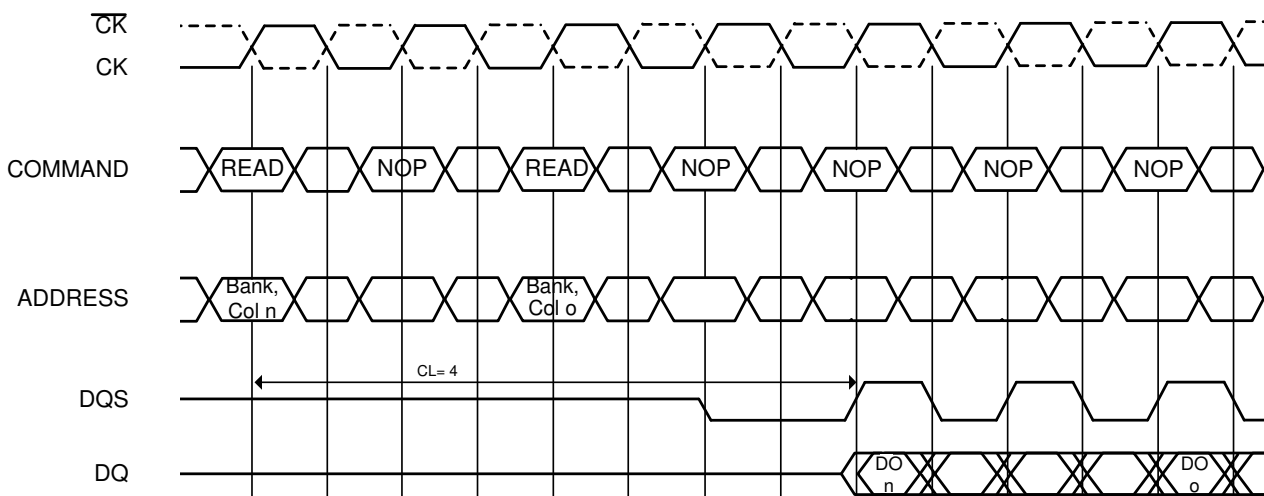 C̅K̅
CK
COMMAND READ NOP READ NOP NOP NOP NOP
ADDRESS
Bank,
Col n
Bank,
Col o
CL= 4
DQS
DQ
DO
n
DO
o